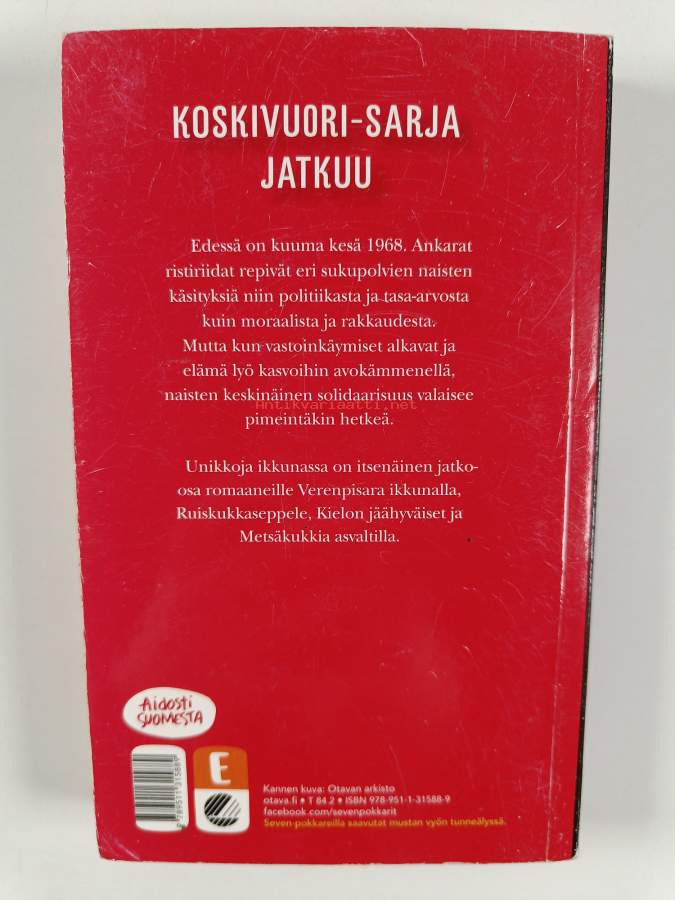 KOSKIVUORI-SARJA
JATKUU
Edessä on kuuma kesä 1968. Ankarat
ristiriidat repivät eri sukupolvien naisten
käsityksiä niin politiikasta ja tasa-arvosta
kuin moraalista ja rakkaudesta.
Mutta kun vastoinkäymiset alkavat ja
elämä lyö kasvoihin avokämmenellä,
naisten keskinäinen solidaarisuus valaisee
Antikvariaatti.net
pimeintäkin hetkeä.
Unikkoja ikkunassa on itsenäinen jatko-
osa romaaneille Verenpisara ikkunalla,
Ruiskukkaseppele, Kielon jäähyväiset ja
Metsäkukkia asvaltilla.
Aidosti
SUOMESTA
E
9789511315889
Kannen kuva: Otavan arkisto
otava.fi • T 84.2 • ISBN 978-951-1-31588-9
facebook.com/sevenpokkarit
Seven-pokkareilla saavutat mustan vyön tunneälyssä.